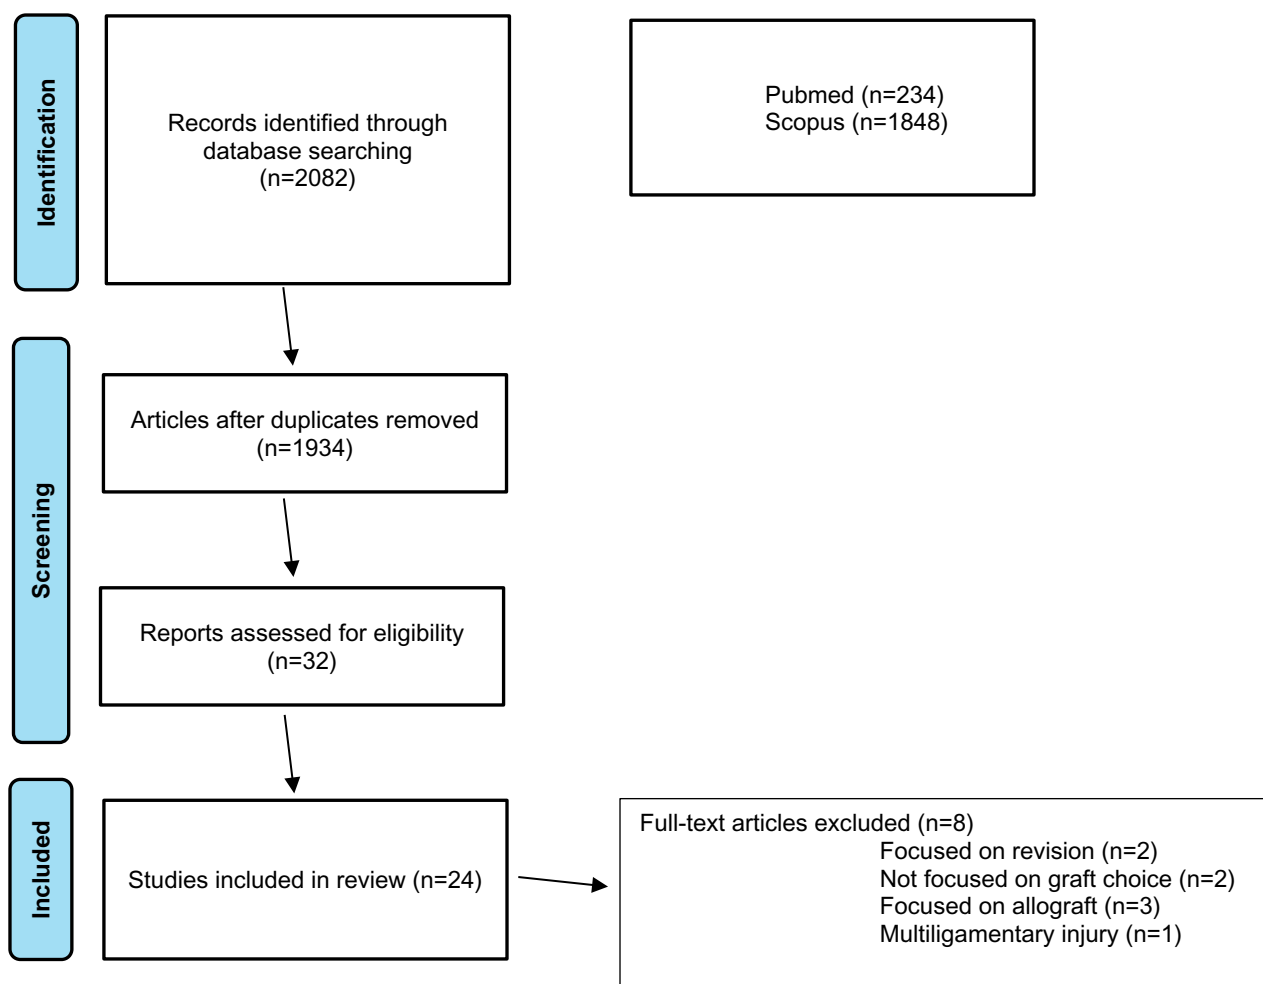 Identification
Records identified through
database searching
(n=2082)
Pubmed (n=234)
Scopus (n=1848)
Screening
Articles after duplicates removed
(n=1934)
Reports assessed for eligibility
(n=32)
Included
Studies included in review (n=24)
Full-text articles excluded (n=8)
Focused on revision (n=2)
Not focused on graft choice (n=2)
Focused on allograft (n=3)
Multiligamentary injury (n=1)